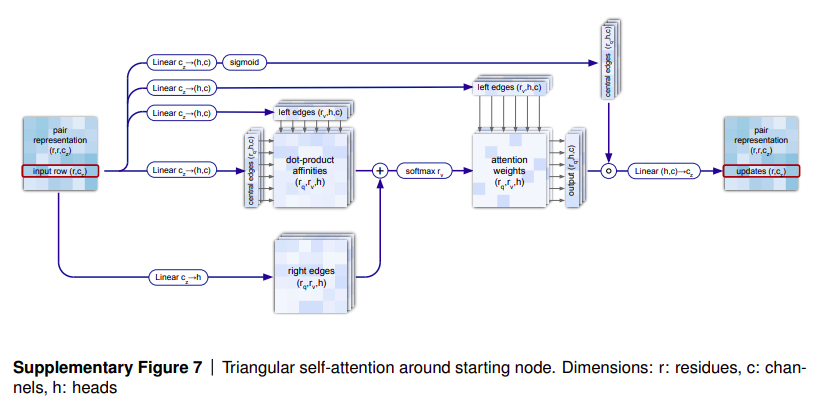 Linear c_z→(h,c)
sigmoid
Linear c_z→(h,c)
Linear c_z→(h,c)
Linear c_z→(h,c)
central edges (r_q,h,c)
left edges (r_v,h,c)
left edges (r_v,h,c)
pair
representation
(r,r,c_z)
input row (r,c_z)
central edges (r_q,h,c)
dot-product
affinities
(r_q,r_v,h)
+
softmax r_v
attention
weights
(r_q,r_v,h)
output (r_q,h,c)
Linear (h,c)→c_z
pair
representation
(r,r,c_z)
updates (r,c_z)
Linear c_z→h
right edges
(r_q,r_v,h)
Supplementary Figure 7 | Triangular self-attention around starting node. Dimensions: r: residues, c: chan-
nels, h: heads